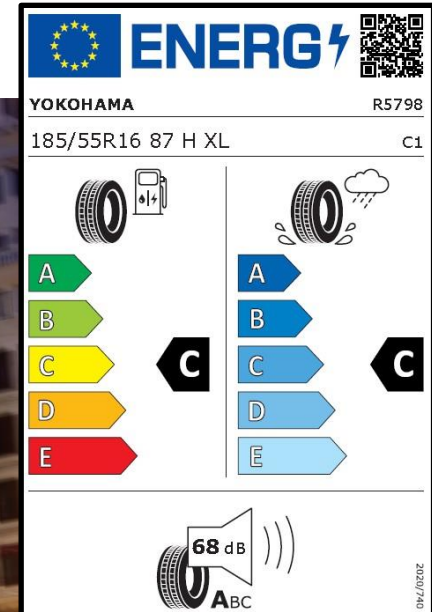 ENERG
YOKOHAMA R5798
185/55R16 87 H XL C1
A A
B B
C C C C
D D
E E
68 dB
ABC
2020/740